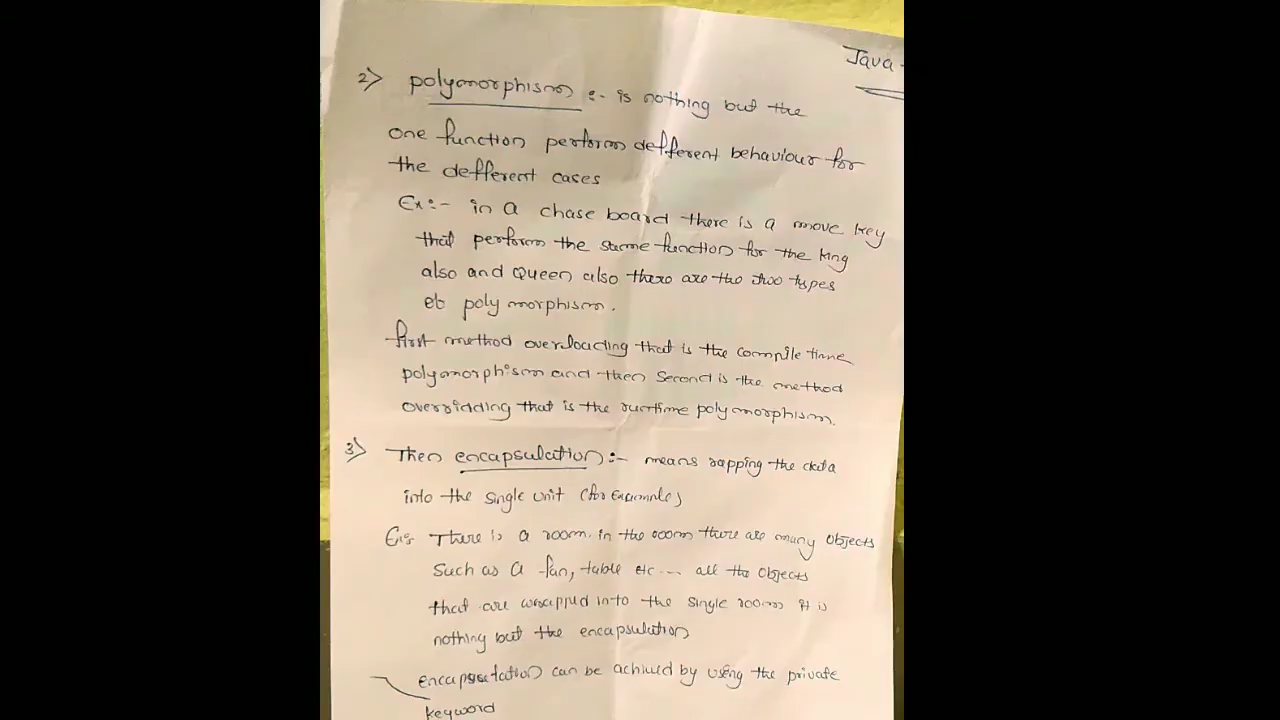 Java -
2) polymorphism :- is nothing but the
one function perform defferent behaviour for
the defferent cases
Ex:- in a chase board there is a move key
that perform the same function for the king
also and Queen also there are the two types
of poly morphism.
first method overloading that is the compile time
polymorphism and then second is the method
overridding that is the runtime polymorphism.
3) Then encapsulation :- means rapping the data
into the single unit (for Example)
Ex:- There is a room. in the room there are many objects
such as a fan, table etc --- all the objects
that are wrapped into the single room it is
nothing but the encapsulation
encapsulation can be achived by using the private
keyword